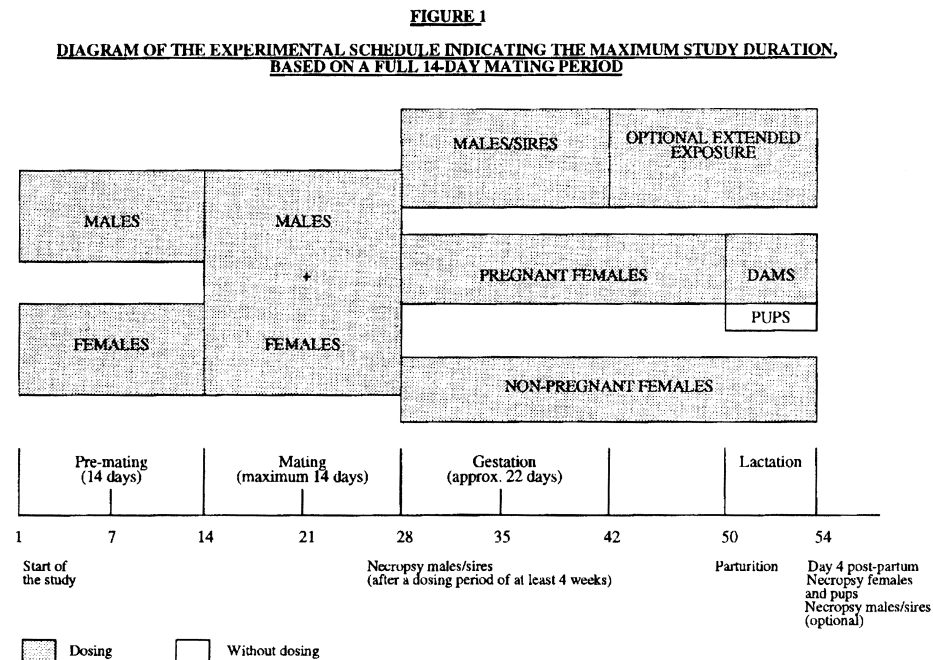 FIGURE 1
DIAGRAM OF THE EXPERIMENTAL SCHEDULE INDICATING THE MAXIMUM STUDY DURATION,
BASED ON A FULL 14-DAY MATING PERIOD
MALES/SIRES
OPTIONAL EXTENDED
EXPOSURE
MALES
MALES
+
PREGNANT FEMALES
DAMS
PUPS
FEMALES
FEMALES
NON-PREGNANT FEMALES
Pre-mating
(14 days)
Mating
(maximum 14 days)
Gestation
(approx. 22 days)
Lactation
1 7 14 21 28 35 42 50 54
Start of
the study
Necropsy males/sires
(after a dosing period of at least 4 weeks)
Parturition
Day 4 post-partum
Necropsy females
and pups
Necropsy males/sires
(optional)
Dosing
Without dosing